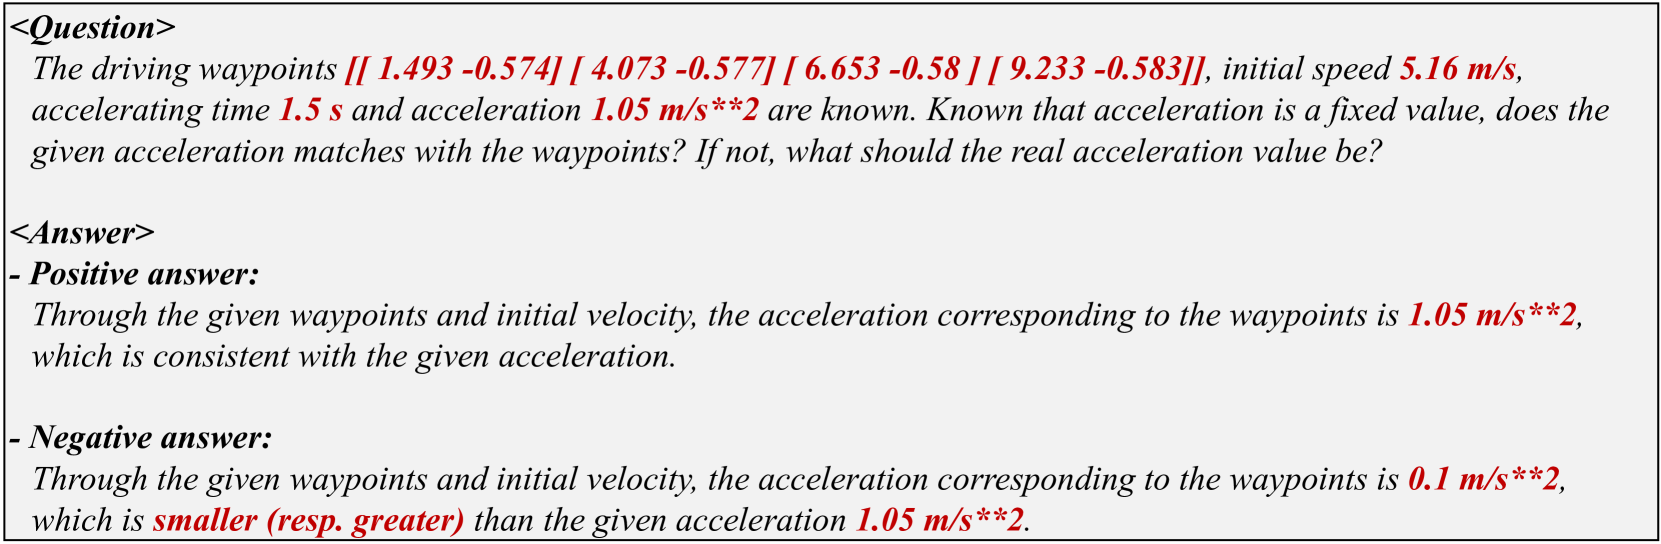 <Question>
The driving waypoints [[ 1.493 -0.574] [ 4.073 -0.577] [ 6.653 -0.58 ] [ 9.233 -0.583]], initial speed 5.16 m/s,
accelerating time 1.5 s and acceleration 1.05 m/s**2 are known. Known that acceleration is a fixed value, does the
given acceleration matches with the waypoints? If not, what should the real acceleration value be?
<Answer>
- Positive answer:
Through the given waypoints and initial velocity, the acceleration corresponding to the waypoints is 1.05 m/s**2,
which is consistent with the given acceleration.
- Negative answer:
Through the given waypoints and initial velocity, the acceleration corresponding to the waypoints is 0.1 m/s**2,
which is smaller (resp. greater) than the given acceleration 1.05 m/s**2.